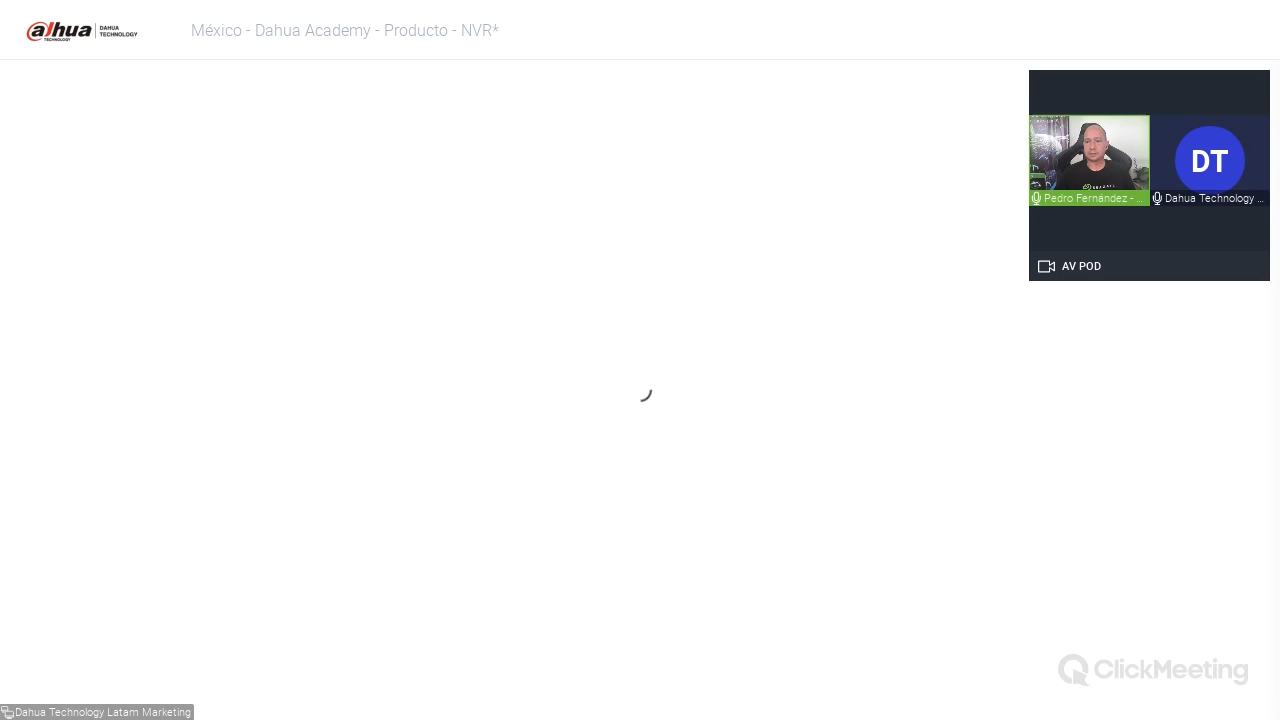 alhua
TECHNOLOGY
DAHUA
TECHNOLOGY
México - Dahua Academy - Producto - NVR*
DT
Pedro Fernández - ...
Dahua Technology ...
AV POD
ClickMeeting
Dahua Technology Latam Marketing